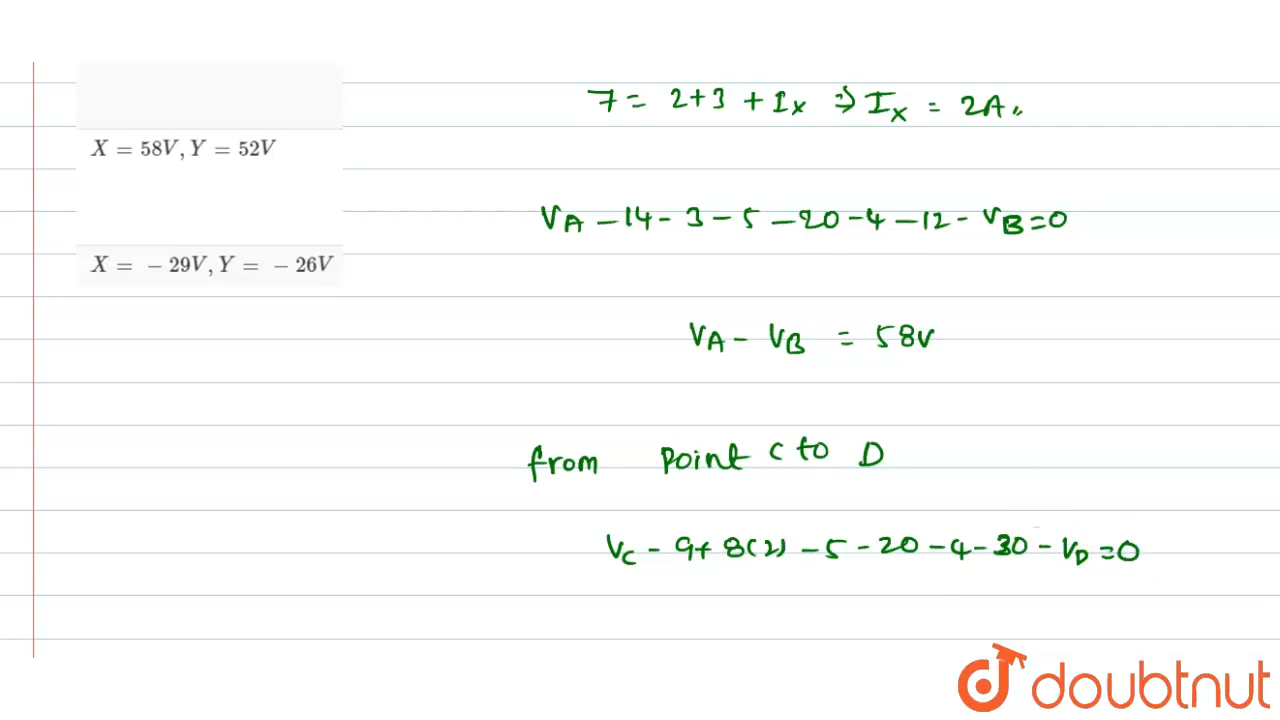 7 = 2+3 + Ix ⇒ Ix = 2A
X = 58V, Y = 52V
VA - 14 - 3 - 5 - 20 - 4 - 12 - VB = 0
X = - 29V, Y = - 26V
VA - VB = 58V
from Point C to D
VC - 9 + 8(2) - 5 - 20 - 4 - 30 - VD = 0
doubtnut